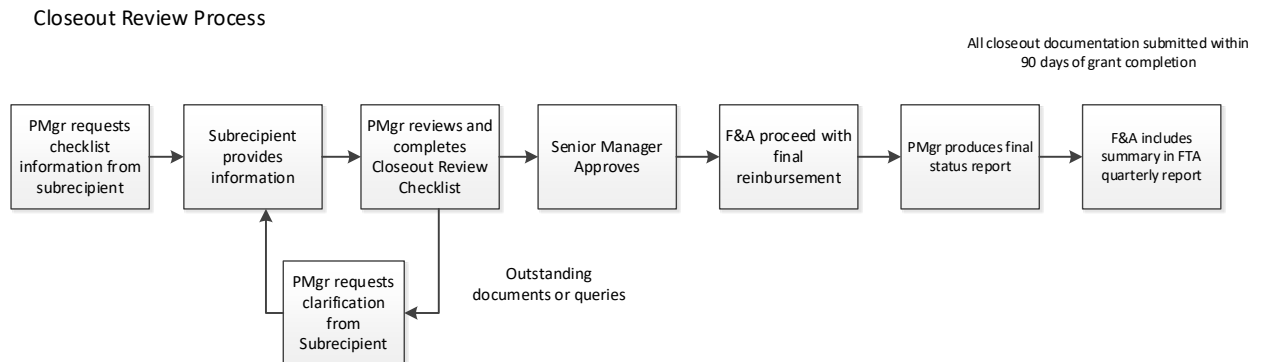 Closeout Review Process
All closeout documentation submitted within
90 days of grant completion
PMgr requests
checklist
information from
subrecipient
Subrecipient
provides
information
PMgr reviews and
completes
Closeout Review
Checklist
Senior Manager
Approves
F&A proceed with
final
reimbursement
PMgr produces final
status report
F&A includes
summary in FTA
quarterly report
PMgr requests
clarification
from
Subrecipient
Outstanding
documents or queries